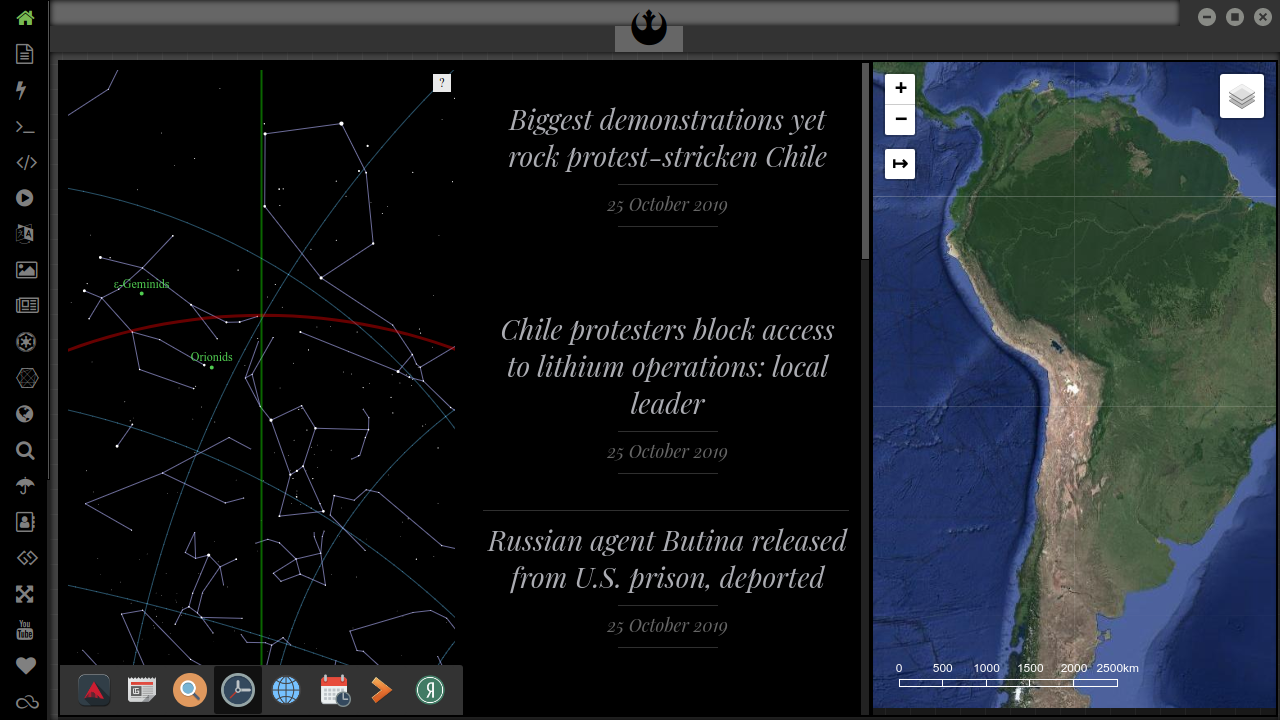 ?
ε-Geminids
Orionids
Biggest demonstrations yet
rock protest-stricken Chile
25 October 2019
Chile protesters block access
to lithium operations: local
leader
25 October 2019
Russian agent Butina released
from U.S. prison, deported
25 October 2019
+
−
↦
0 500 1000 1500 2000 2500km
You
Tube
Я